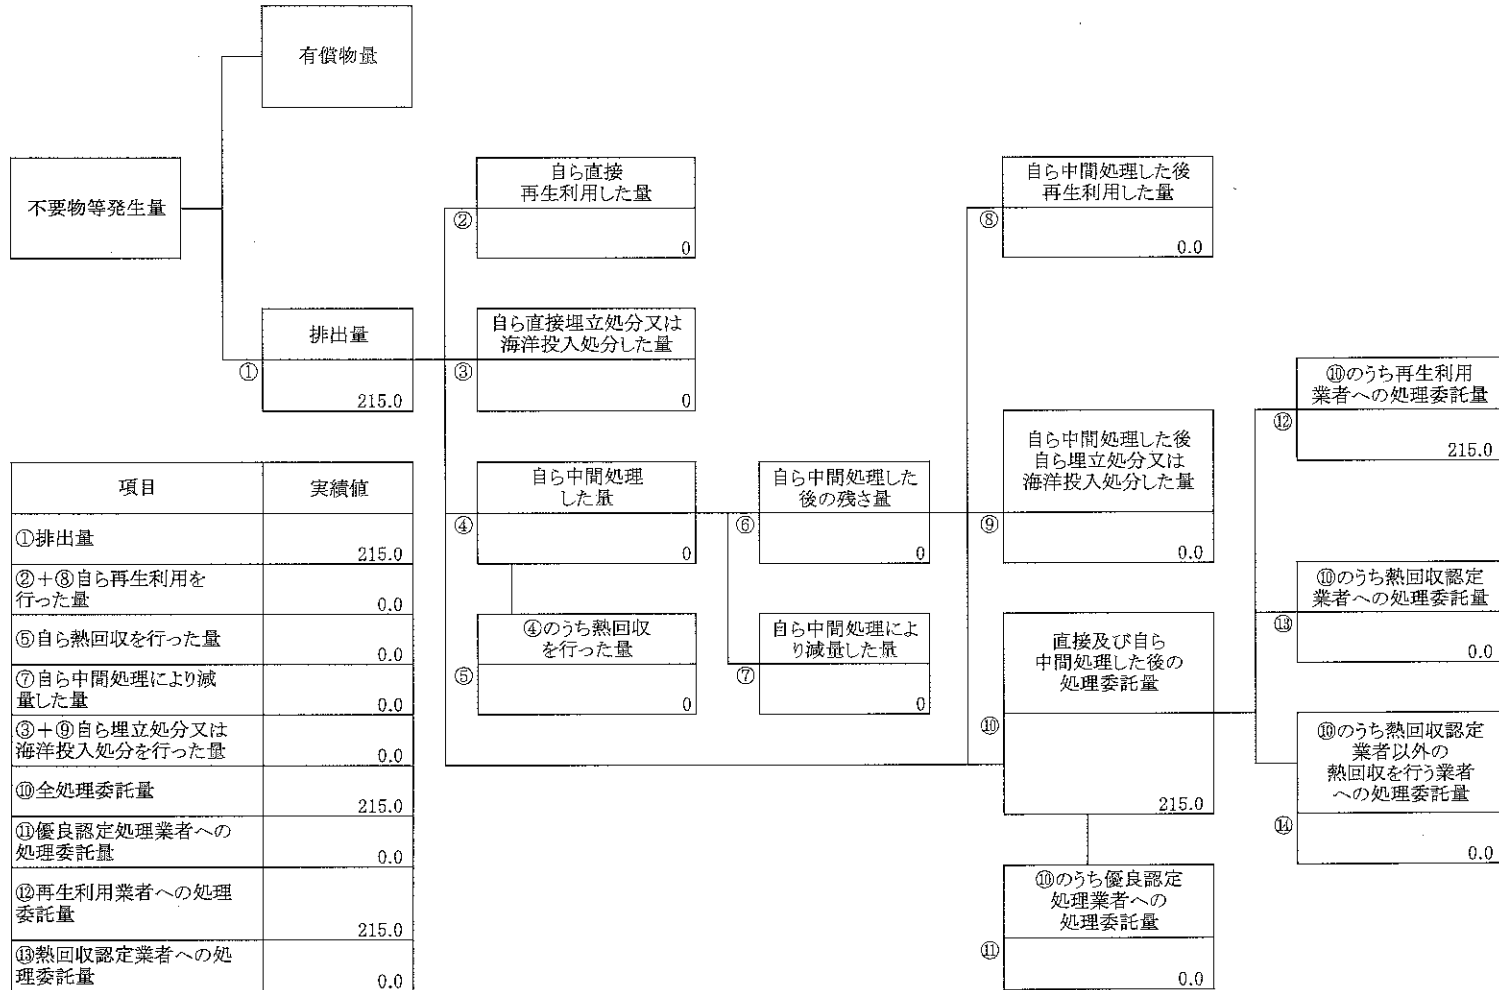 有償物量
不要物等発生量
排出量
①
215.0
自ら直接
再生利用した量
②
0
自ら直接埋立処分又は
海洋投入処分した量
③
0
自ら中間処理
した量
④
0
④のうち熱回収
を行った量
⑤
0
自ら中間処理した
後の残さ量
⑥
0
自ら中間処理によ
り減量した量
⑦
0
自ら中間処理した後
再生利用した量
⑧
0.0
自ら中間処理した後
自ら埋立処分又は
海洋投入処分した量
⑨
0.0
直接及び自ら
中間処理した後の
処理委託量
⑩
215.0
⑩のうち優良認定
処理業者への
処理委託量
⑪
0.0
⑩のうち再生利用
業者への処理委託量
⑫
215.0
⑩のうち熱回収認定
業者への処理委託量
⑬
0.0
⑩のうち熱回収認定
業者以外の
熱回収を行う業者
への処理委託量
⑭
0.0
項目 実績値
①排出量
215.0
②+⑧自ら再生利用を
行った量
0.0
⑤自ら熱回収を行った量
0.0
⑦自ら中間処理により減
量した量
0.0
③+⑨自ら埋立処分又は
海洋投入処分を行った量
0.0
⑩全処理委託量
215.0
⑪優良認定処理業者への
処理委託量
0.0
⑫再生利用業者への処理
委託量
215.0
⑬熱回収認定業者への処
理委託量
0.0